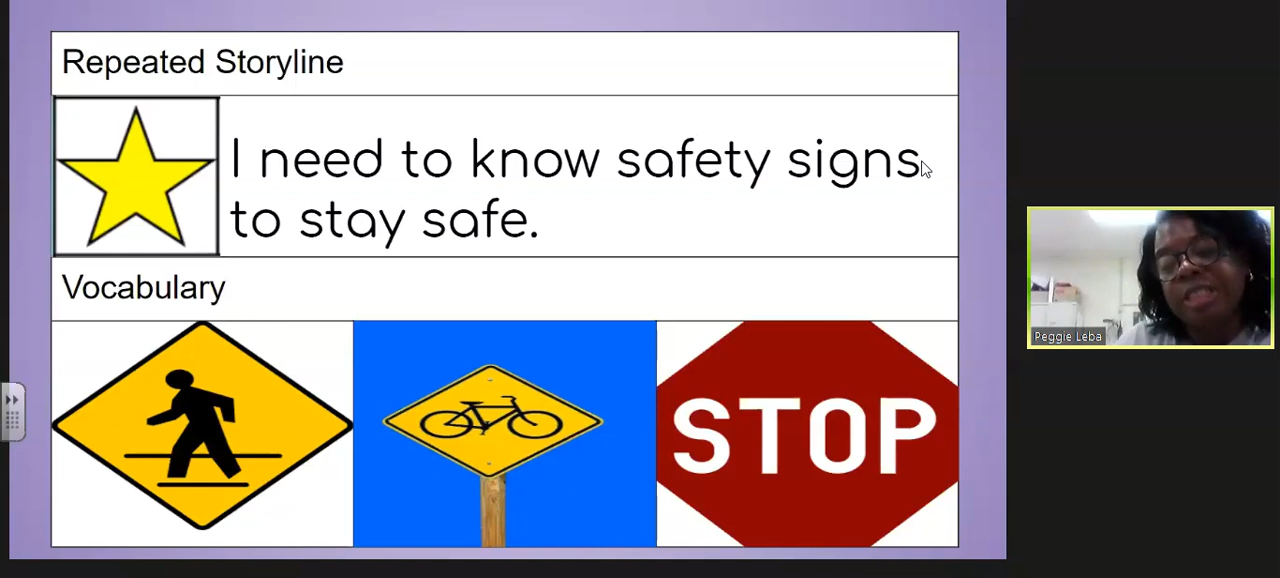 Repeated Storyline
I need to know safety signs
to stay safe.
Vocabulary
STOP
Peggie Leba